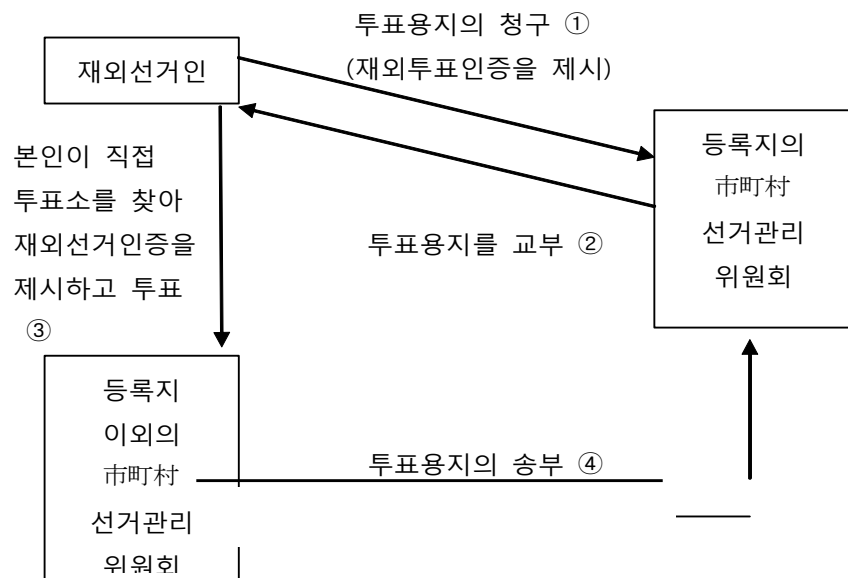 투표용지의 청구 ①
(재외투표인증을 제시)
재외선거인
본인이 직접
투표소를 찾아
재외선거인증을
제시하고 투표
③
투표용지를 교부 ②
등록지의
市町村
선거관리
위원회
등록지
이외의
市町村
선거관리
위원회
투표용지의 송부 ④